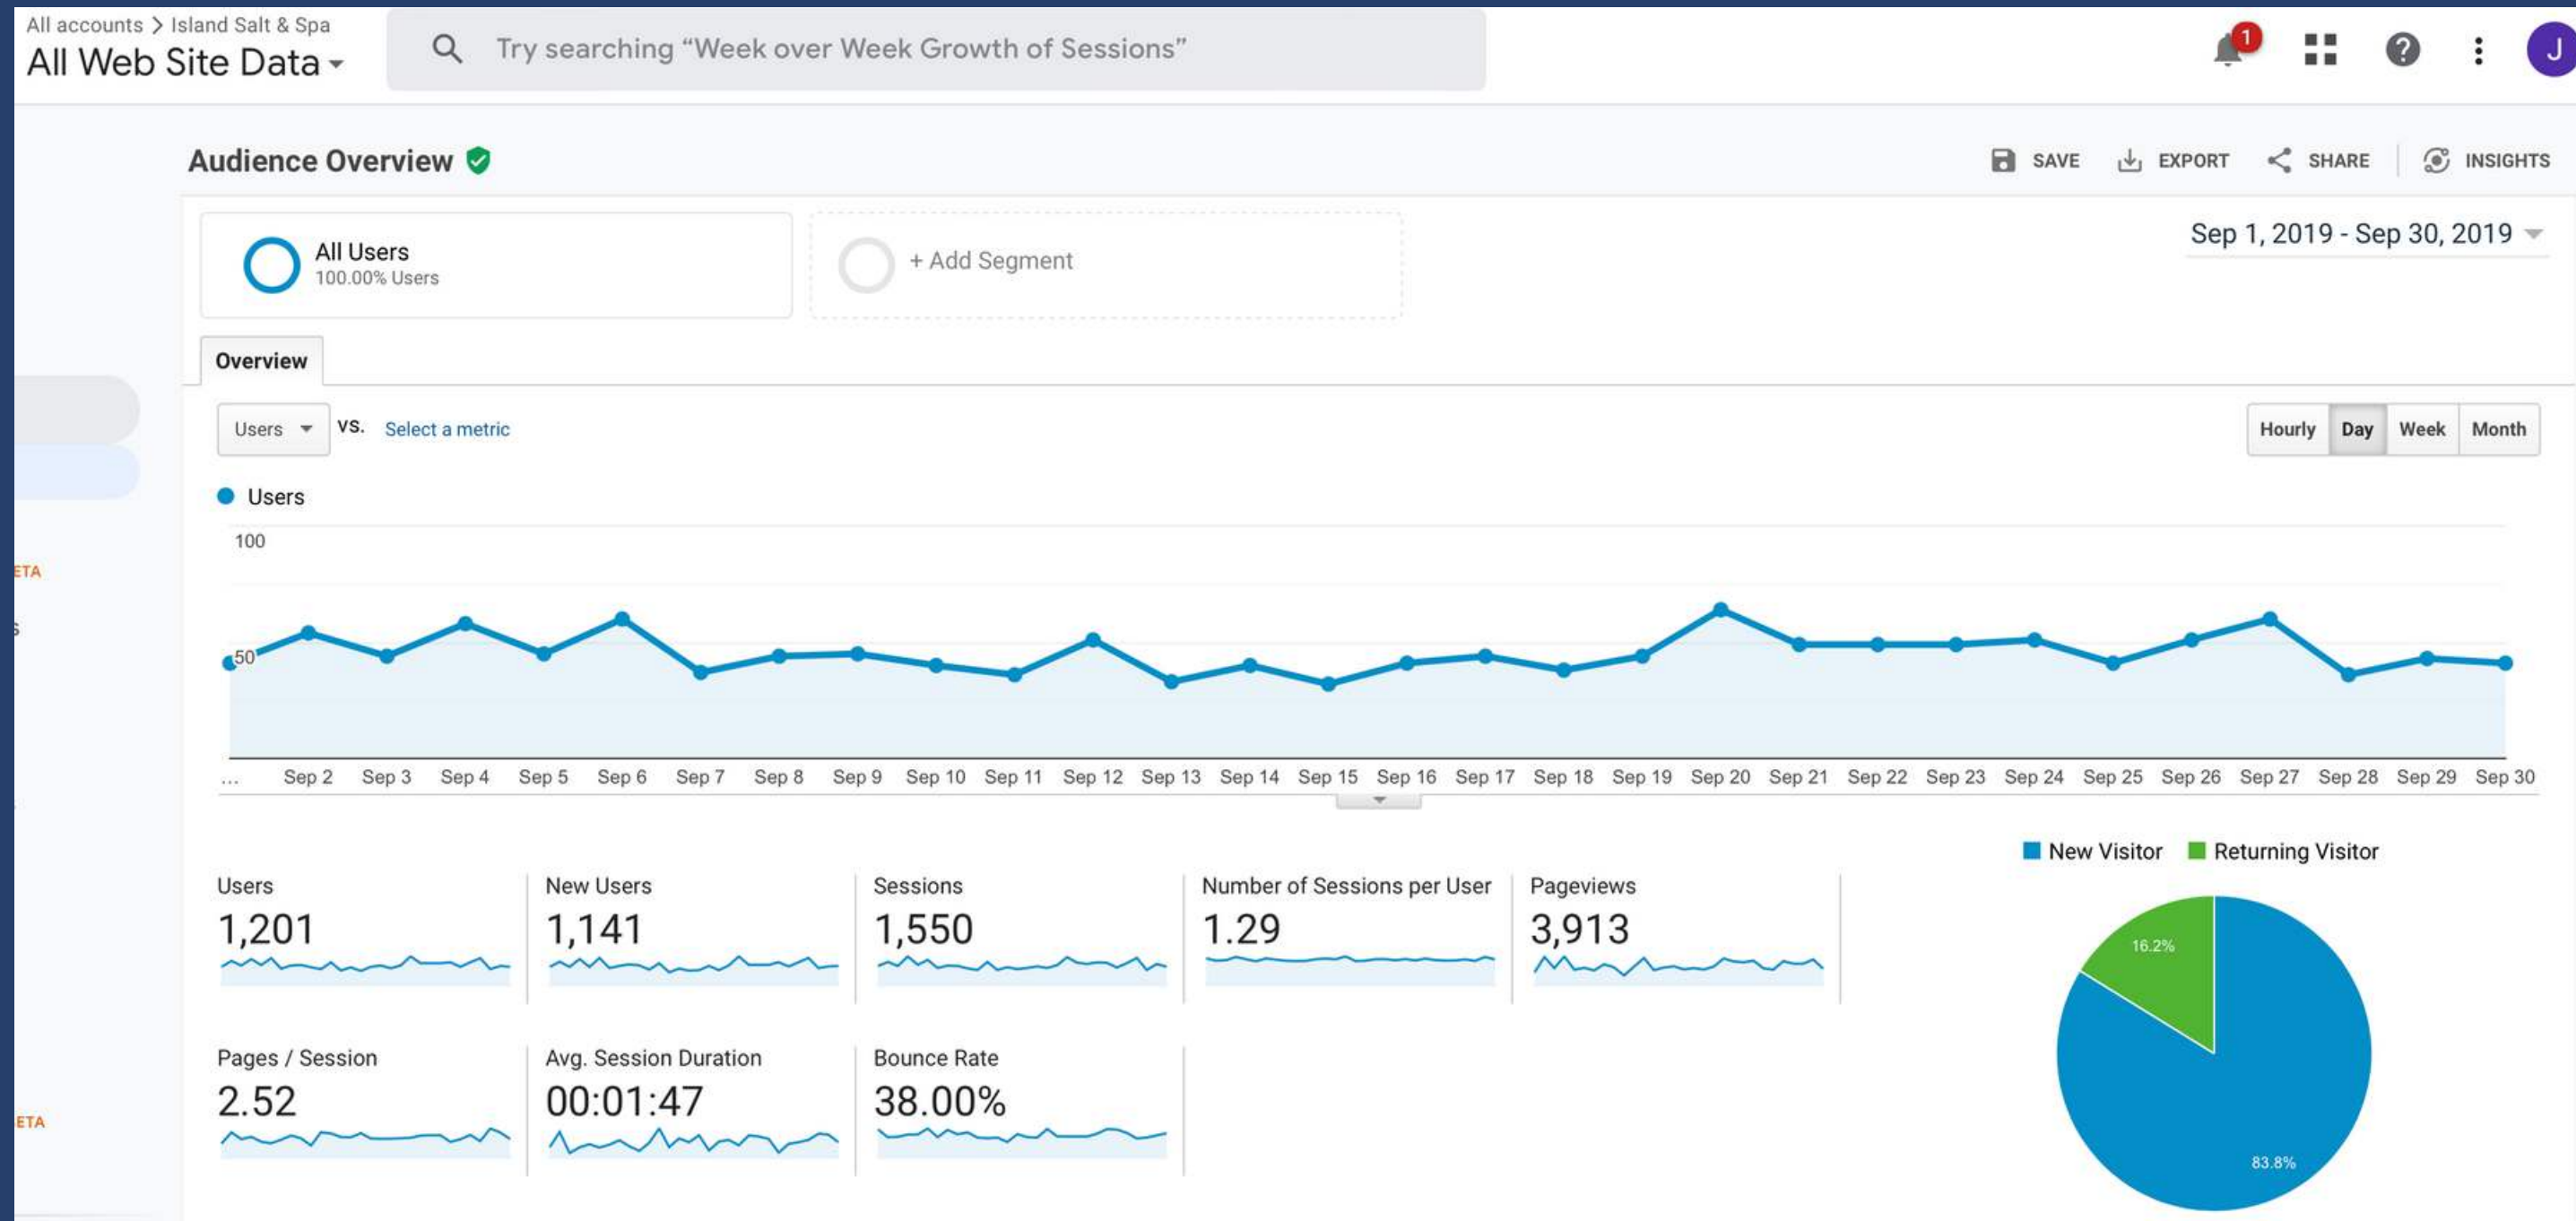 All accounts > Island Salt & Spa
All Web Site Data
Try searching “Week over Week Growth of Sessions”
1
J
Audience Overview
SAVE
EXPORT
SHARE
INSIGHTS
All Users
100.00% Users
+ Add Segment
Sep 1, 2019 - Sep 30, 2019
Overview
Users
VS.
Select a metric
Hourly
Day
Week
Month
Users
100
50
ETA
S
... Sep 2 Sep 3 Sep 4 Sep 5 Sep 6 Sep 7 Sep 8 Sep 9 Sep 10 Sep 11 Sep 12 Sep 13 Sep 14 Sep 15 Sep 16 Sep 17 Sep 18 Sep 19 Sep 20 Sep 21 Sep 22 Sep 23 Sep 24 Sep 25 Sep 26 Sep 27 Sep 28 Sep 29 Sep 30
New Visitor
Returning Visitor
Users
1,201
New Users
1,141
Sessions
1,550
Number of Sessions per User
1.29
Pageviews
3,913
16.2%
83.8%
Pages / Session
2.52
Avg. Session Duration
00:01:47
Bounce Rate
38.00%
ETA